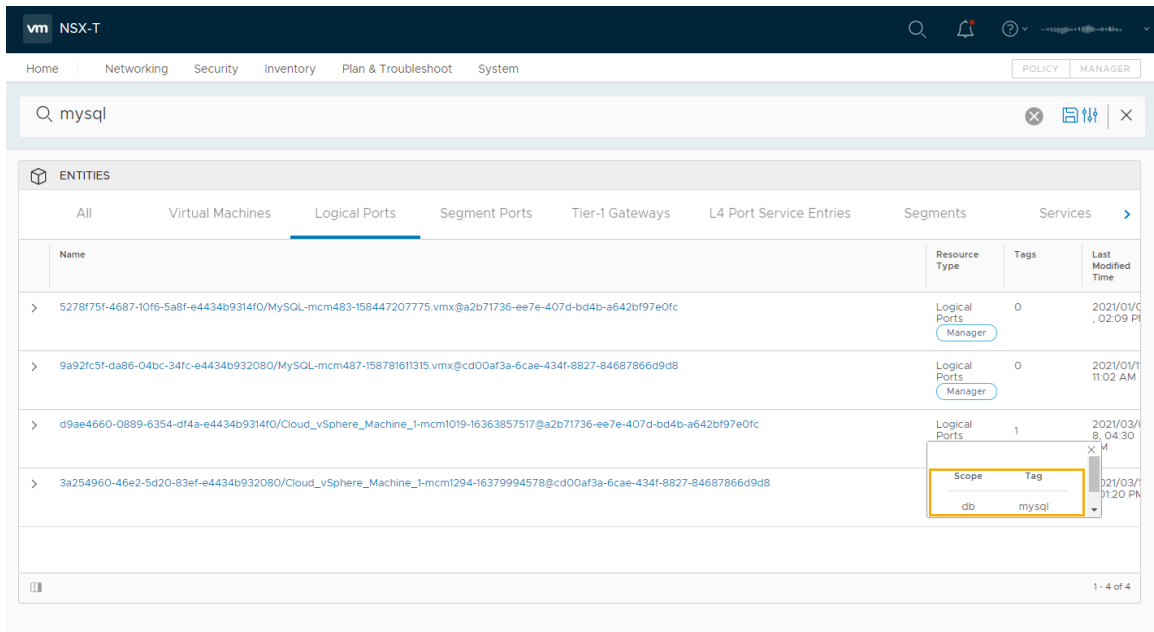 vm NSX-T
Home Networking Security Inventory Plan & Troubleshoot System POLICY MANAGER
mysql
ENTITIES
All Virtual Machines Logical Ports Segment Ports Tier-1 Gateways L4 Port Service Entries Segments Services
Name Resource Type Tags Last Modified Time
5278f75f-4687-10f6-5a8f-e4434b9314f0/MySQL-mcm483-158447207775.vmx@a2b71736-ee7e-407d-bd4b-a642bf97e0fc Logical Ports 0
Manager , 02:09
9a92fc5f-da86-04bc-34fc-e4434b932080/MySQL-mcm487-158781611315.vmx@cd00af3a-6cae-434f-8827-84687866d9d8 Logical Ports 0
Manager 11:02 AM
d9ae4660-0889-6354-df4a-e4434b9314f0/Cloud_vSphere_Machine_1-mcm1019-16363857517@a2b71736-ee7e-407d-bd4b-a642bf97e0fc Logical Ports 1
8, 04:30
3a254960-46e2-5d20-83ef-e4434b932080/Cloud_vSphere_Machine_1-mcm1294-16379994578@cd00af3a-6cae-434f-8827-84687866d9d8
Scope Tag
db mysql
1 - 4 of 4